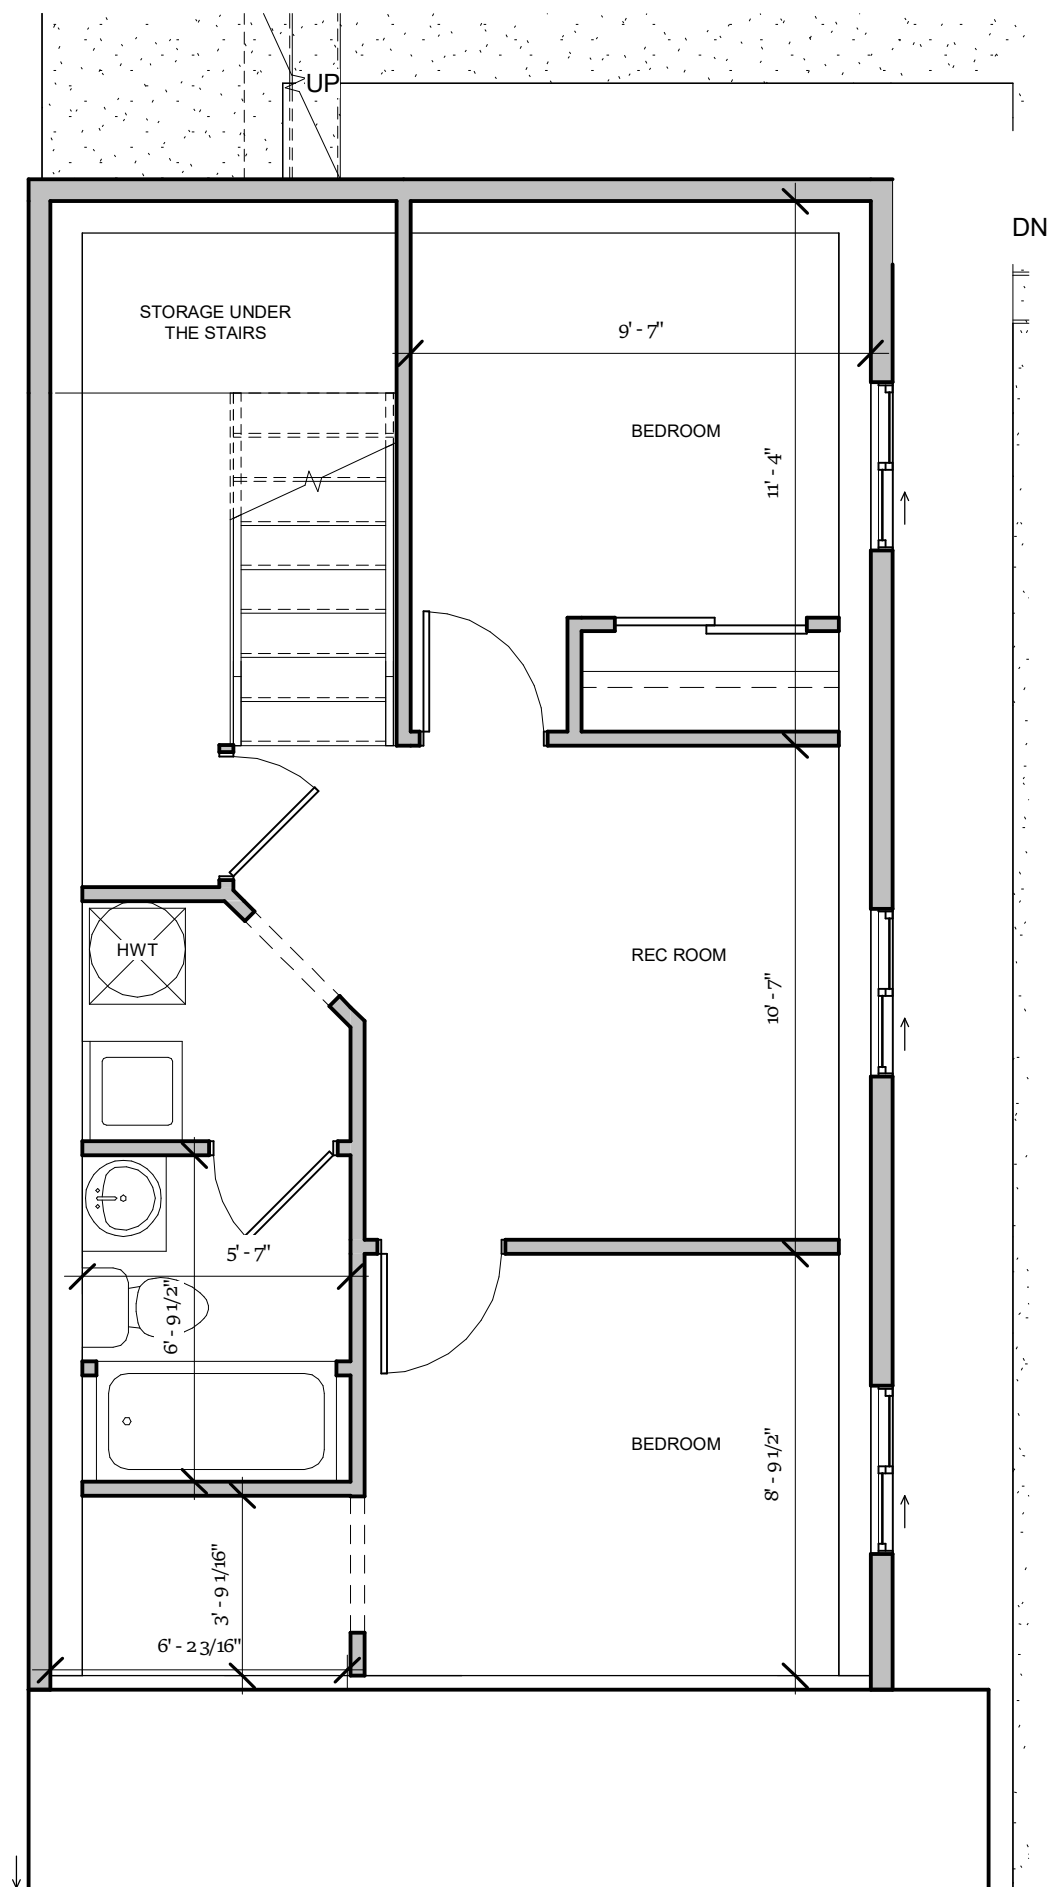 UP
DN
STORAGE UNDER
THE STAIRS
9' - 7"
BEDROOM
11' - 4"
HWT
REC ROOM
10' - 7"
5' - 7"
6' - 9 1/2"
BEDROOM
8' - 9 1/2"
3' - 9 1/16"
6' - 2 3/16"